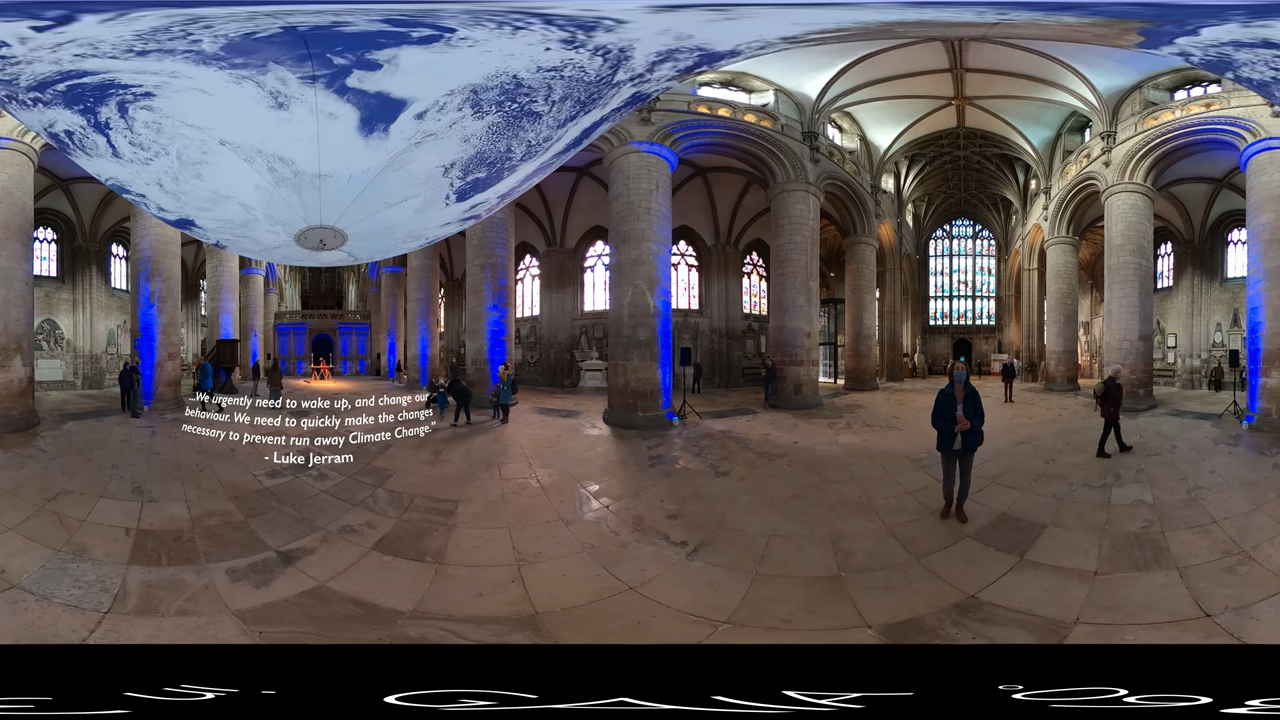 ...We urgently need to wake up, and change our
behaviour. We need to quickly make the changes
necessary to prevent run away Climate Change.”
- Luke Jerram
GAIA